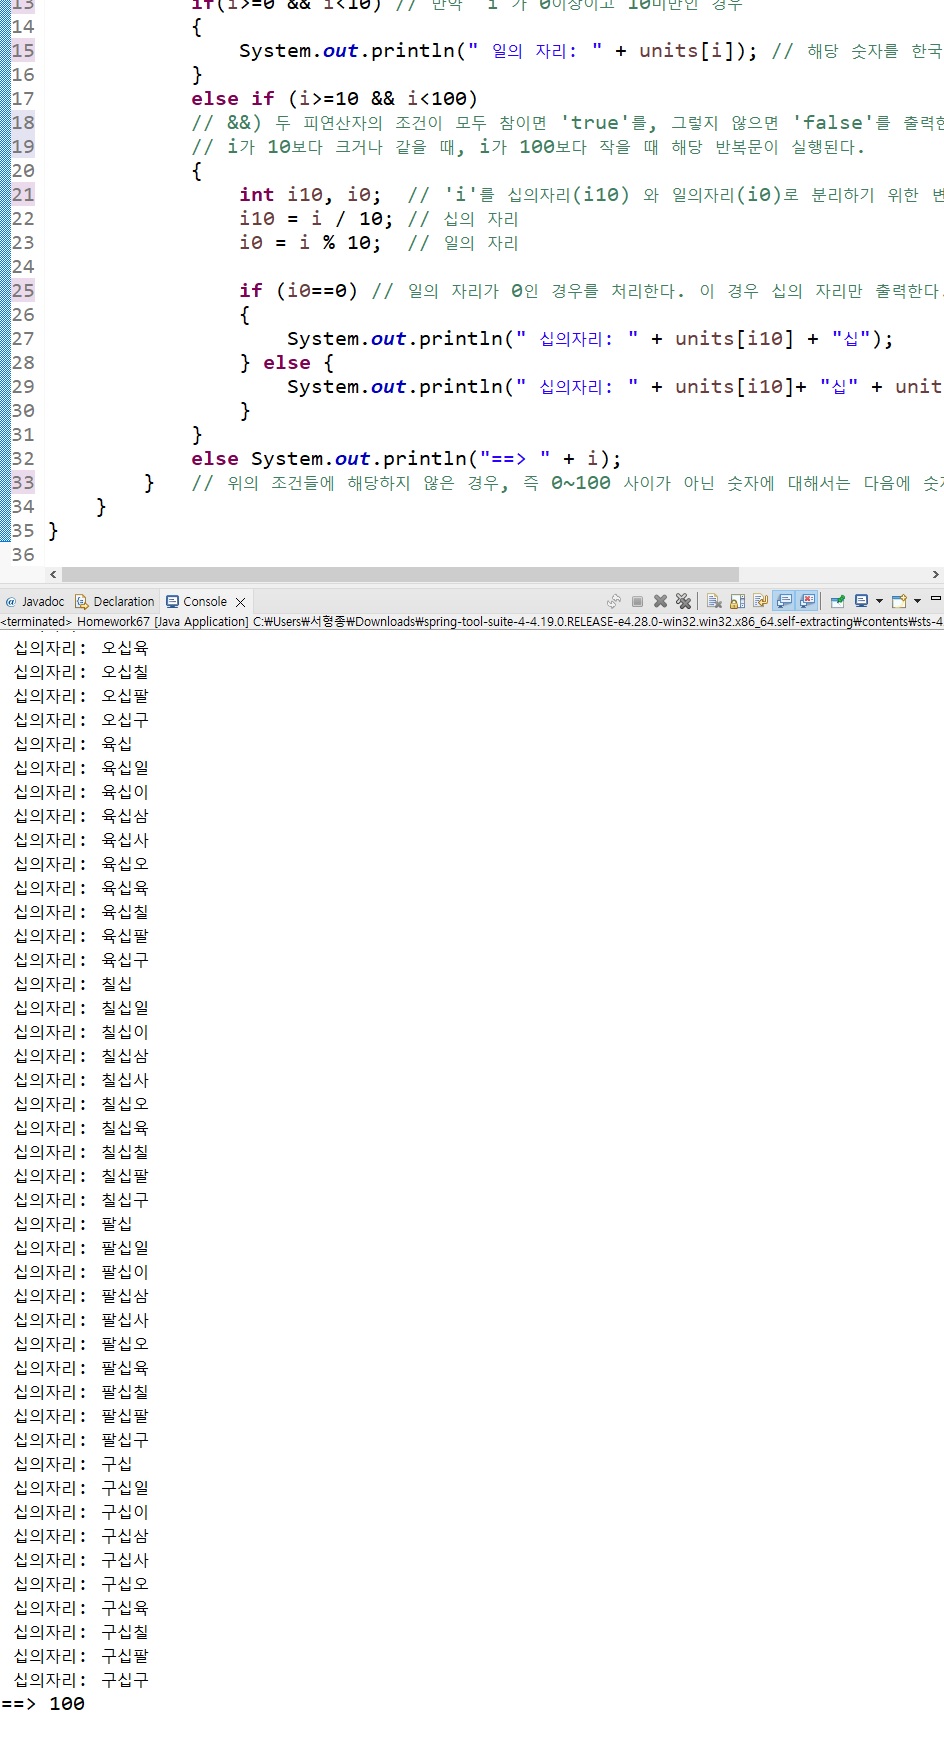 13 if(i>=0 && i<10) // 만약 'i'가 0이상이고 10미만인 경우
14 {
15 System.out.println(" 일의 자리: " + units[i]); // 해당 숫자를 한국
16 }
17 else if (i>=10 && i<100)
18 // &&) 두 피연산자의 조건이 모두 참이면 'true'를, 그렇지 않으면 'false'를 출력한
19 // i가 10보다 크거나 같을 때, i가 100보다 작을 때 해당 반복문이 실행된다.
20 {
21 int i10, i0; // 'i'를 십의자리(i10) 와 일의자리(i0)로 분리하기 위한 변
22 i10 = i / 10; // 십의 자리
23 i0 = i % 10; // 일의 자리
24
25 if (i0==0) // 일의 자리가 0인 경우를 처리한다. 이 경우 십의 자리만 출력한다.
26 {
27 System.out.println(" 십의자리: " + units[i10] + "십");
28 } else {
29 System.out.println(" 십의자리: " + units[i10]+ "십" + unit
30 }
31 }
32 else System.out.println("==> " + i);
33 } // 위의 조건들에 해당하지 않은 경우, 즉 0~100 사이가 아닌 숫자에 대해서는 다음에 숫자
34 }
35 }
36
@ Javadoc Declaration Console
<terminated> Homework67 [Java Application] C:₩Users₩서형종₩Downloads₩spring-tool-suite-4-4.19.0.RELEASE-e4.28.0-win32.win32.x86_64.self-extracting₩contents₩sts-4
십의자리: 오십육
십의자리: 오십칠
십의자리: 오십팔
십의자리: 오십구
십의자리: 육십
십의자리: 육십일
십의자리: 육십이
십의자리: 육십삼
십의자리: 육십사
십의자리: 육십오
십의자리: 육십육
십의자리: 육십칠
십의자리: 육십팔
십의자리: 육십구
십의자리: 칠십
십의자리: 칠십일
십의자리: 칠십이
십의자리: 칠십삼
십의자리: 칠십사
십의자리: 칠십오
십의자리: 칠십육
십의자리: 칠십칠
십의자리: 칠십팔
십의자리: 칠십구
십의자리: 팔십
십의자리: 팔십일
십의자리: 팔십이
십의자리: 팔십삼
십의자리: 팔십사
십의자리: 팔십오
십의자리: 팔십육
십의자리: 팔십칠
십의자리: 팔십팔
십의자리: 팔십구
십의자리: 구십
십의자리: 구십일
십의자리: 구십이
십의자리: 구십삼
십의자리: 구십사
십의자리: 구십오
십의자리: 구십육
십의자리: 구십칠
십의자리: 구십팔
십의자리: 구십구
==> 100